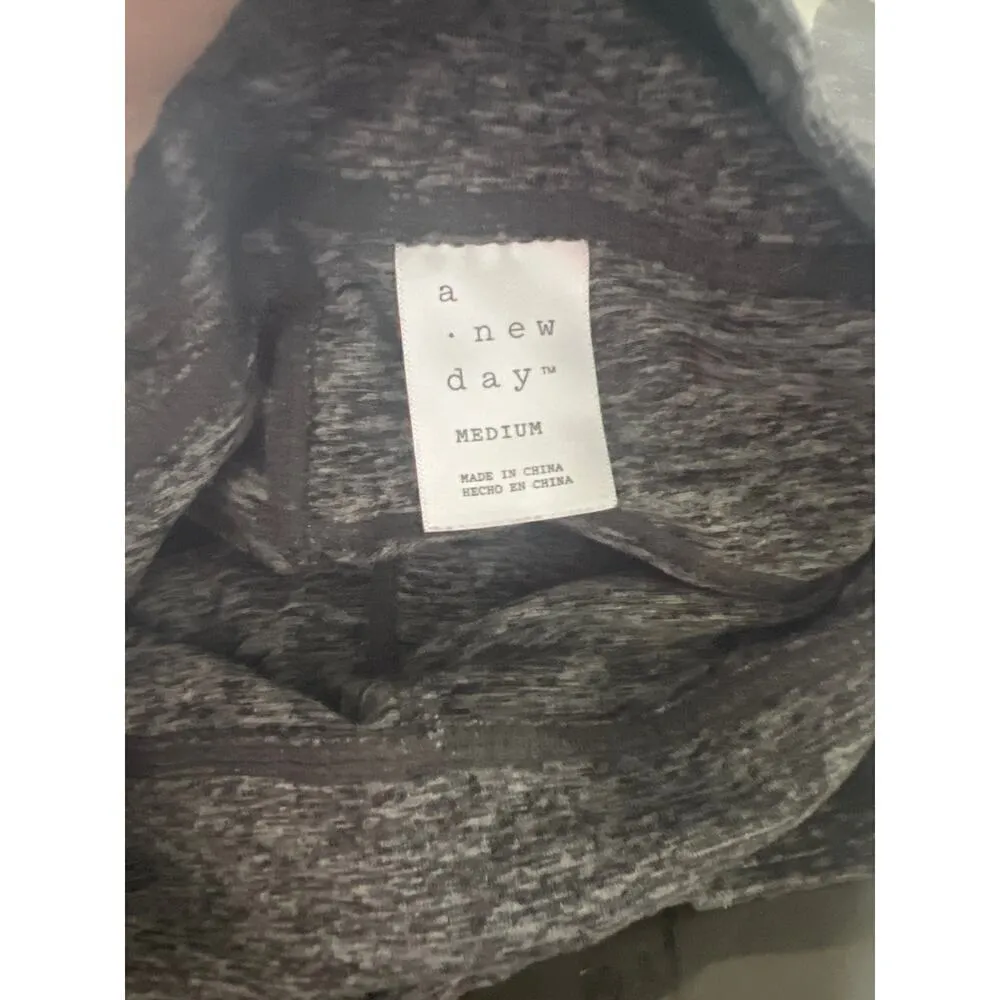 a
· new
day™
MEDIUM
MADE IN CHINA
HECHO EN CHINA